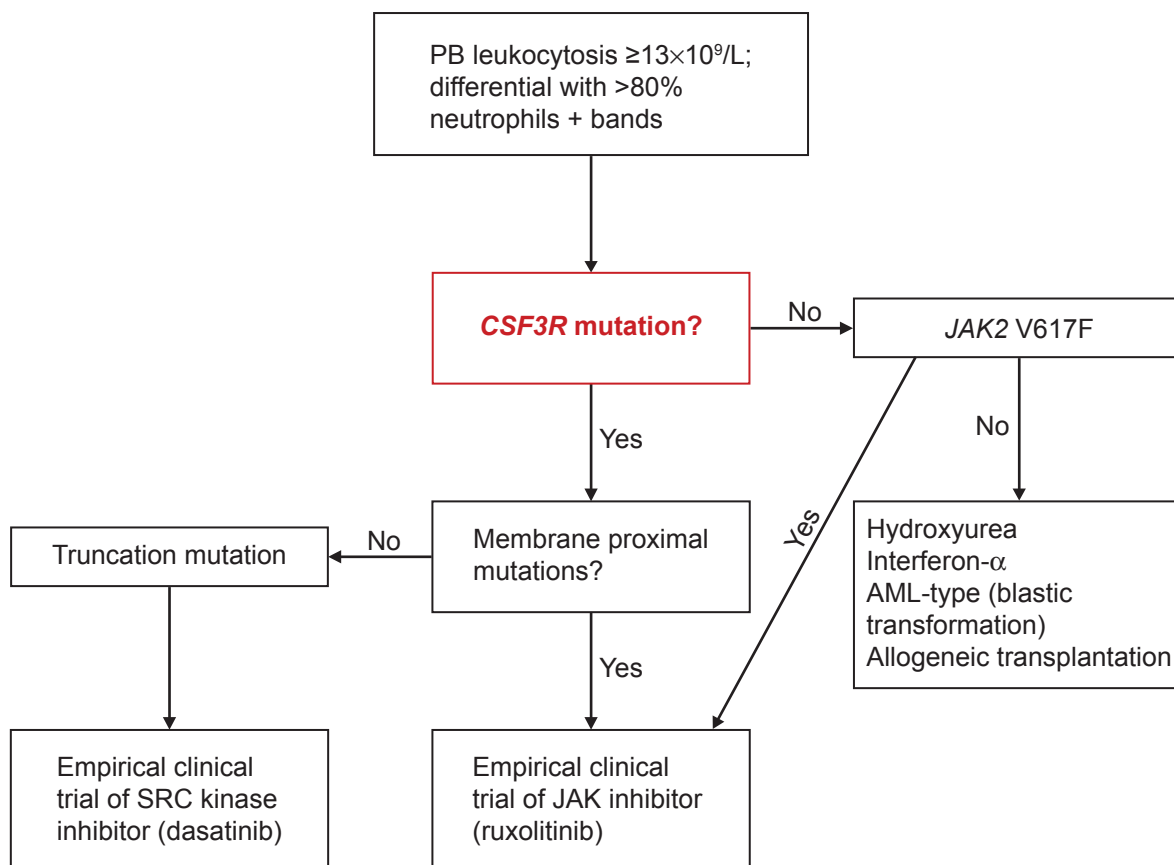 PB leukocytosis ≥13×10⁹/L;
differential with >80%
neutrophils + bands
CSF3R mutation?
No
JAK2 V617F
Yes
No
Yes
Truncation mutation
No
Membrane proximal
mutations?
Yes
Hydroxyurea
Interferon-α
AML-type (blastic
transformation)
Allogeneic transplantation
Empirical clinical
trial of SRC kinase
inhibitor (dasatinib)
Empirical clinical
trial of JAK inhibitor
(ruxolitinib)